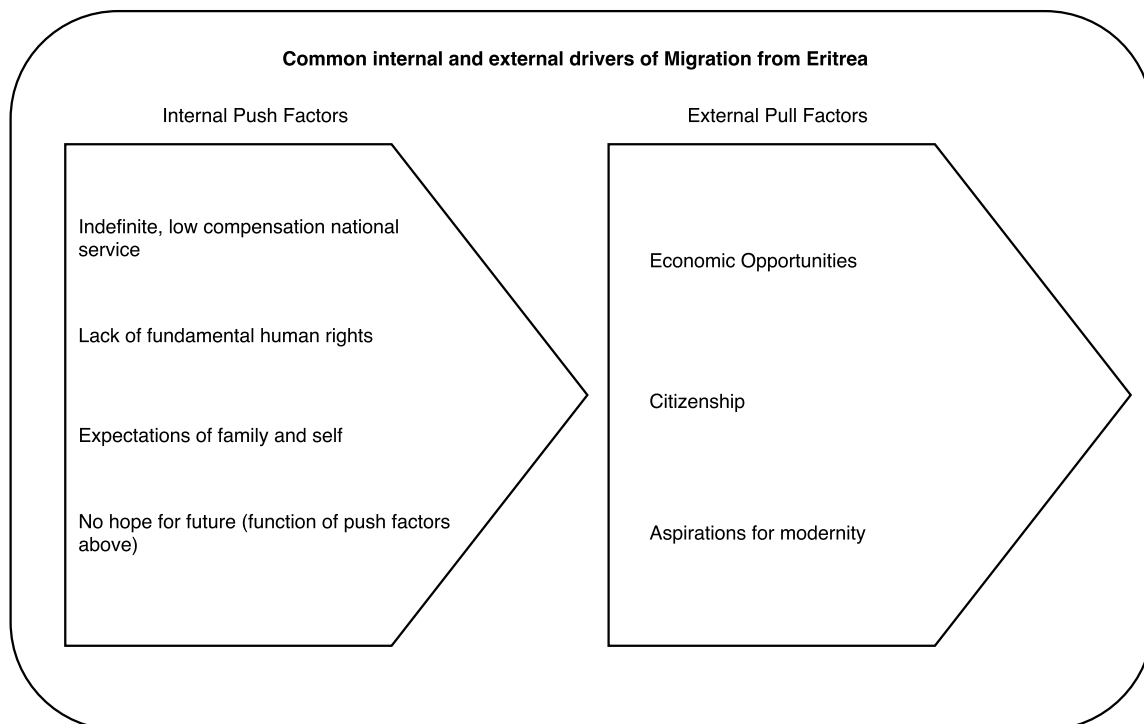 Common internal and external drivers of Migration from Eritrea
Internal Push Factors
Indefinite, low compensation national
service
Lack of fundamental human rights
Expectations of family and self
No hope for future (function of push factors
above)
External Pull Factors
Economic Opportunities
Citizenship
Aspirations for modernity